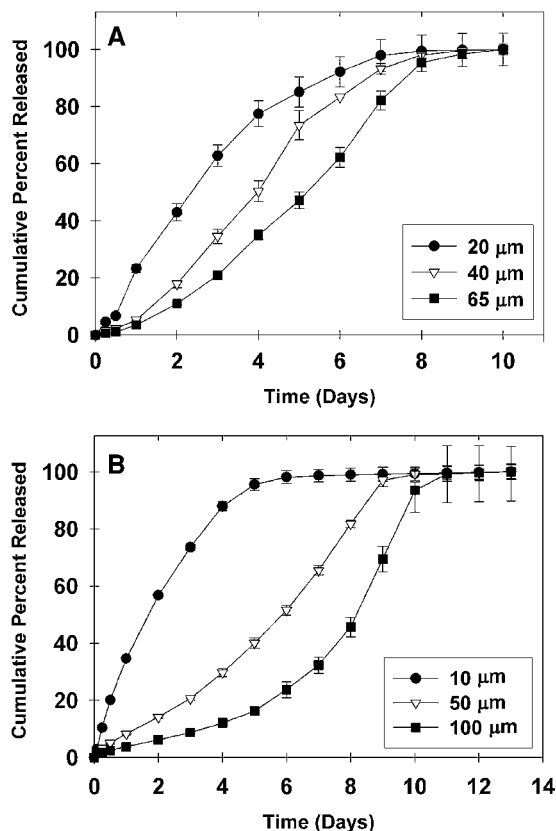 A
Cumulative Percent Released
100
80
60
40
20
0
20 μm
40 μm
65 μm
0 2 4 6 8 10
Time (Days)
B
Cumulative Percent Released
100
80
60
40
20
0
10 μm
50 μm
100 μm
0 2 4 6 8 10 12 14
Time (Days)